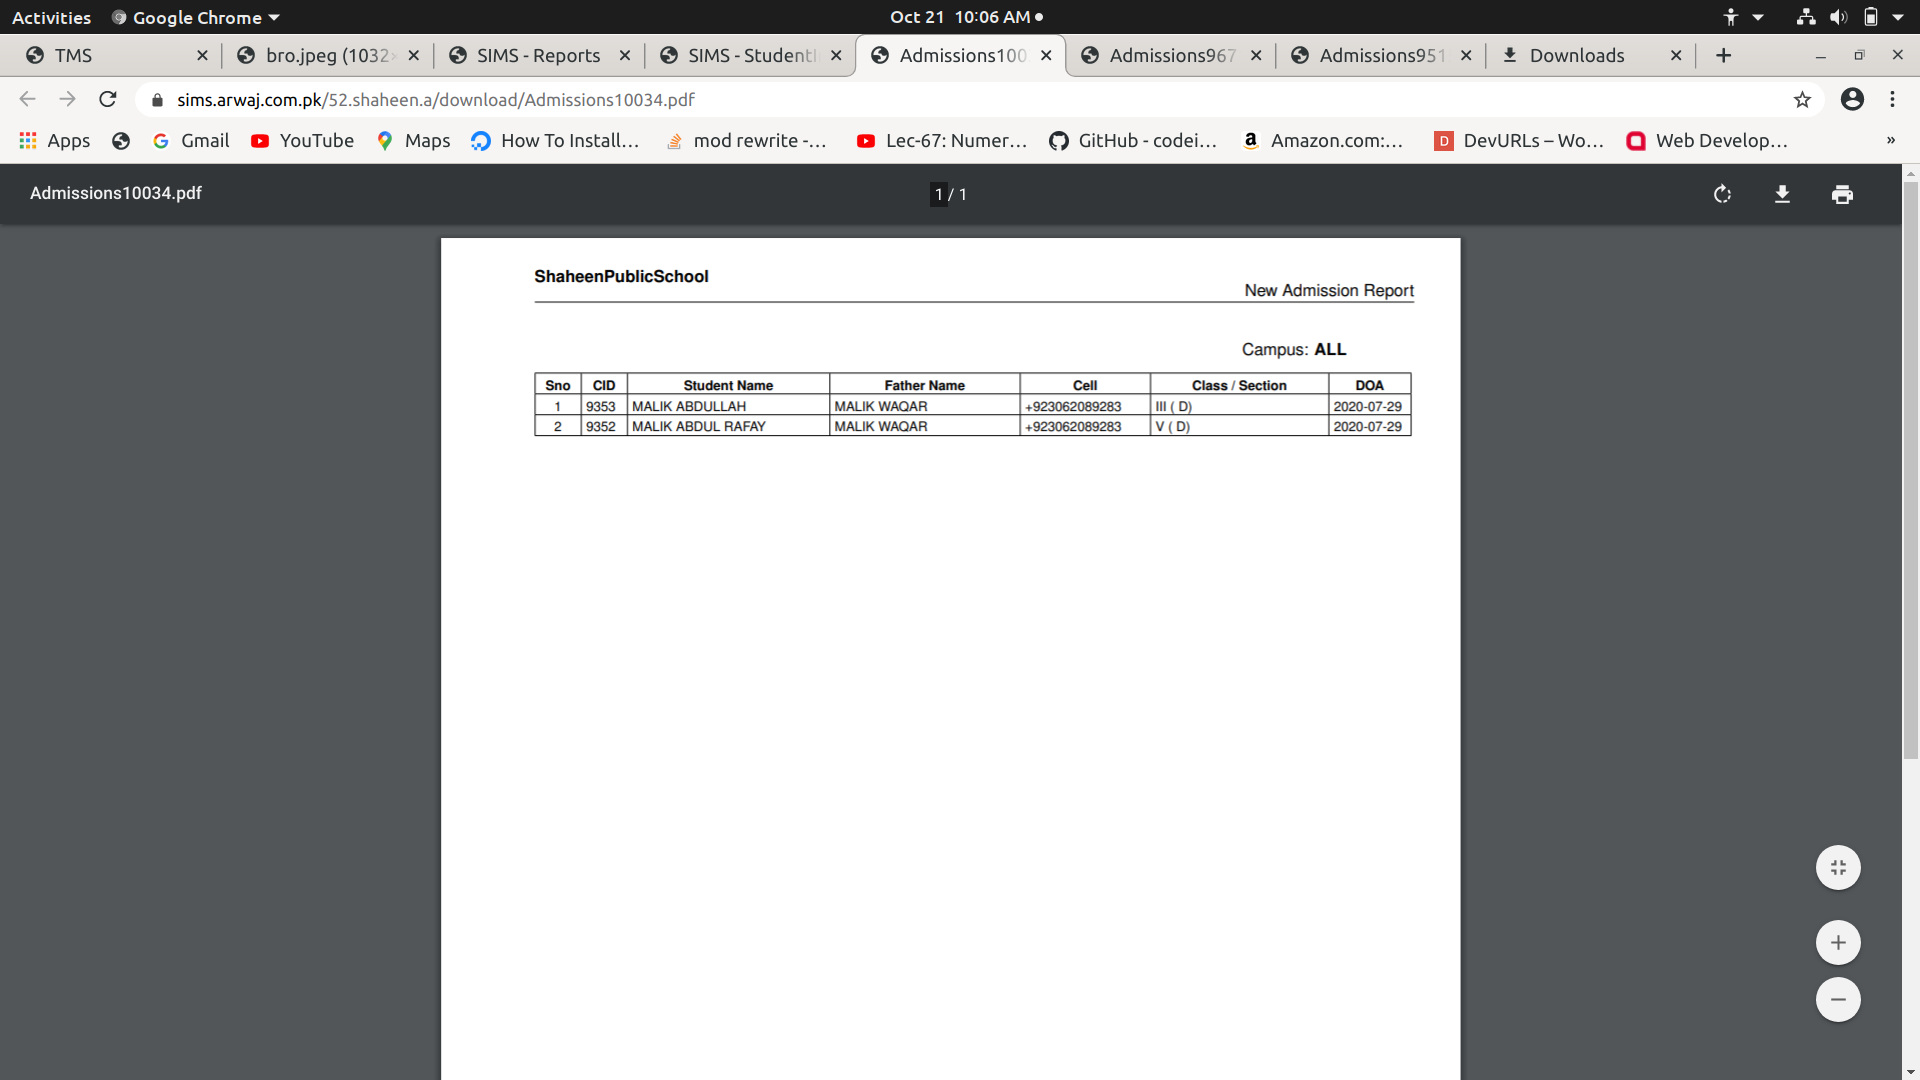 Activities Google Chrome Oct 21 10:06 AM
TMS bro.jpeg (1032× SIMS - Reports SIMS - Student Admissions100 Admissions967 Admissions951 Downloads
sims.arwaj.com.pk/52.shaheen.a/download/Admissions10034.pdf
Apps Gmail YouTube Maps How To Install... mod rewrite -... Lec-67: Numer... GitHub - codei... Amazon.com:... DevURLs – Wo... Web Develop... »
Admissions10034.pdf 1 / 1
ShaheenPublicSchool
New Admission Report
Campus: ALL
Sno CID Student Name Father Name Cell Class / Section DOA
1 9353 MALIK ABDULLAH MALIK WAQAR +923062089283 III ( D) 2020-07-29
2 9352 MALIK ABDUL RAFAY MALIK WAQAR +923062089283 V ( D) 2020-07-29